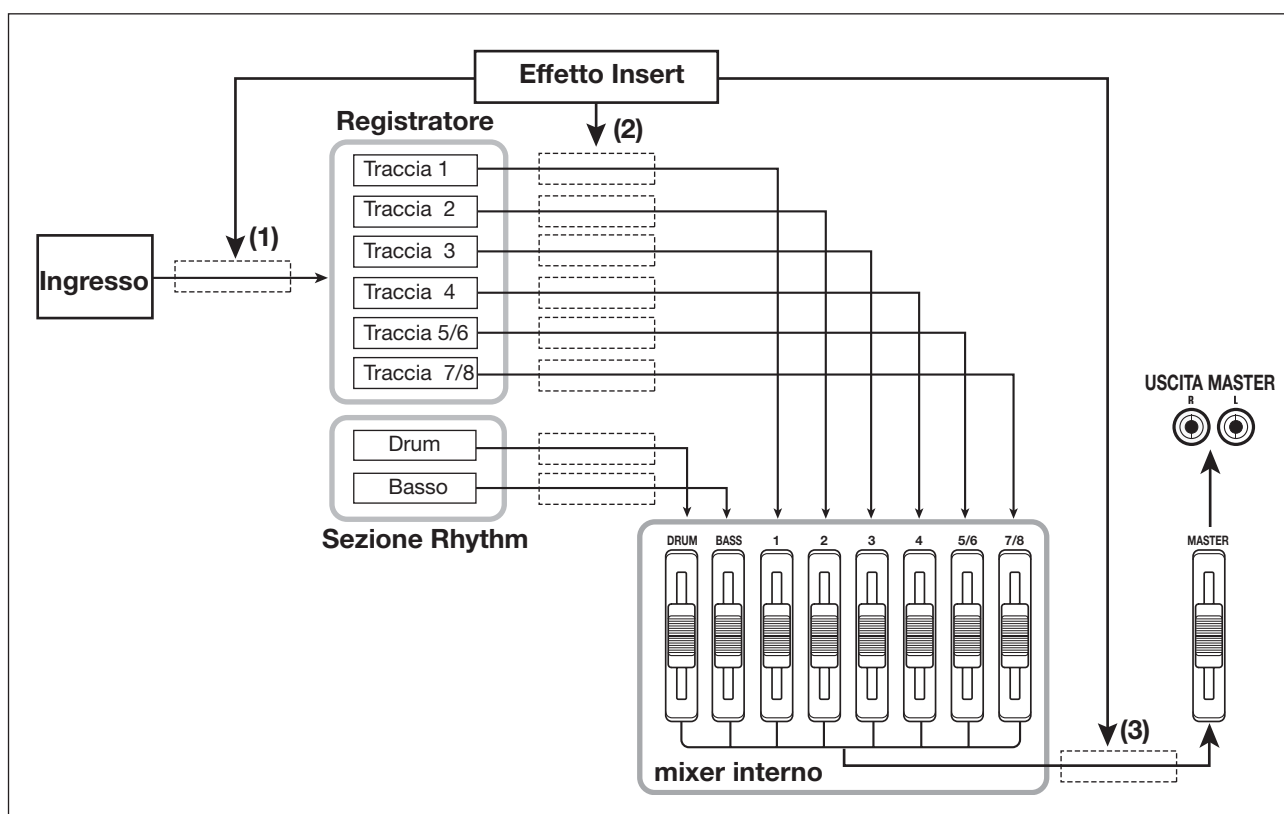 Effetto Insert
Registratore
(2)
Traccia 1
Traccia 2
(1)
Traccia 3
Ingresso
Traccia 4
Traccia 5/6
Traccia 7/8
USCITA MASTER
R L
Drum
Basso
Sezione Rhythm
DRUM BASS 1 2 3 4 5/6 7/8 MASTER
(3)
mixer interno